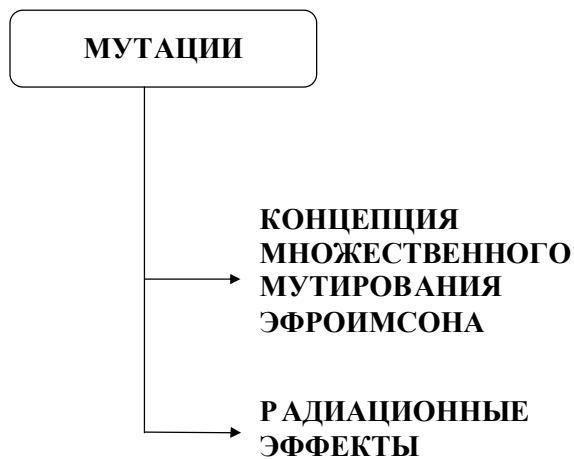 МУТАЦИИ
КОНЦЕПЦИЯ
МНОЖЕСТВЕННОГО
МУТИРОВАНИЯ
ЭФРОИМСОНА
РАДИАЦИОННЫЕ
ЭФФЕКТЫ